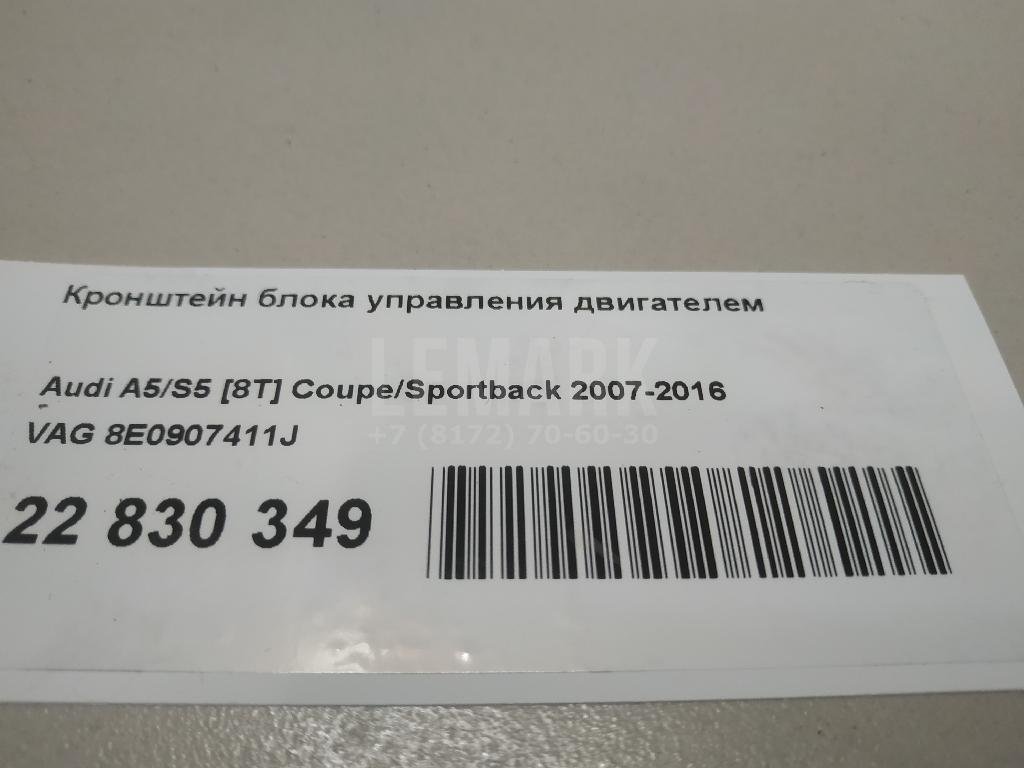 Кронштейн блока управления двигателем
LEMARK
Audi A5/S5 [8T] Coupe/Sportback 2007-2016
+7 (8172) 70-60-30
VAG 8E0907411J
22 830 349